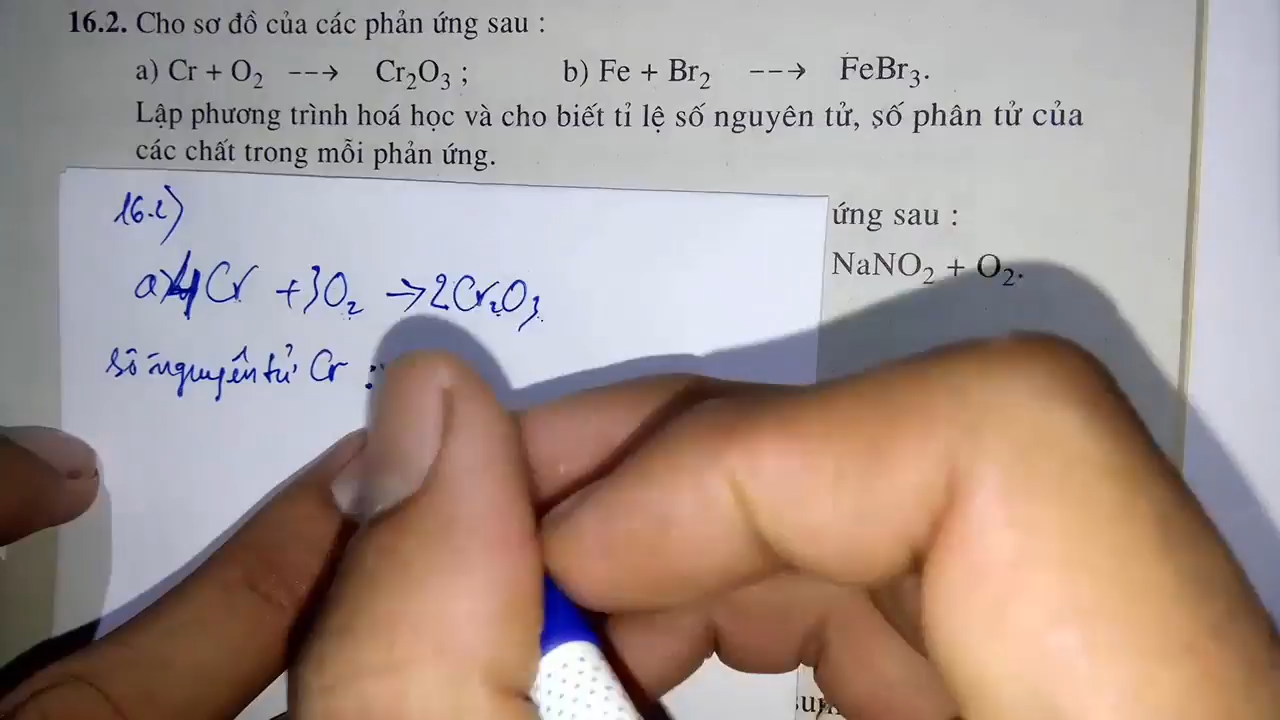 16.2. Cho sơ đồ của các phản ứng sau :
a) Cr + O₂ ---> Cr₂O₃ ; b) Fe + Br₂ ---> FeBr₃.
Lập phương trình hoá học và cho biết tỉ lệ số nguyên tử, số phân tử của
các chất trong mỗi phản ứng.
16.2)
ứng sau :
a) 4Cr + 3O₂ → 2Cr₂O₃
NaNO₂ + O₂.
Số nguyên tử Cr :